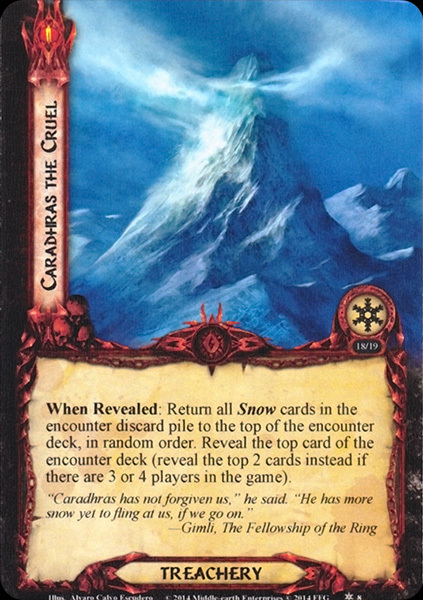 CARADHRAS THE CRUEL
18/19
When Revealed: Return all Snow cards in the
encounter discard pile to the top of the encounter
deck, in random order. Reveal the top card of the
encounter deck (reveal the top 2 cards instead if
there are 3 or 4 players in the game).
“Caradhras has not forgiven us,” he said. “He has more
snow yet to fling at us, if we go on.”
—Gimli, The Fellowship of the Ring
TREACHERY
Illus. Alvaro Calvo Escudero © 2014 Middle-earth Enterprises © 2014 FFG 8